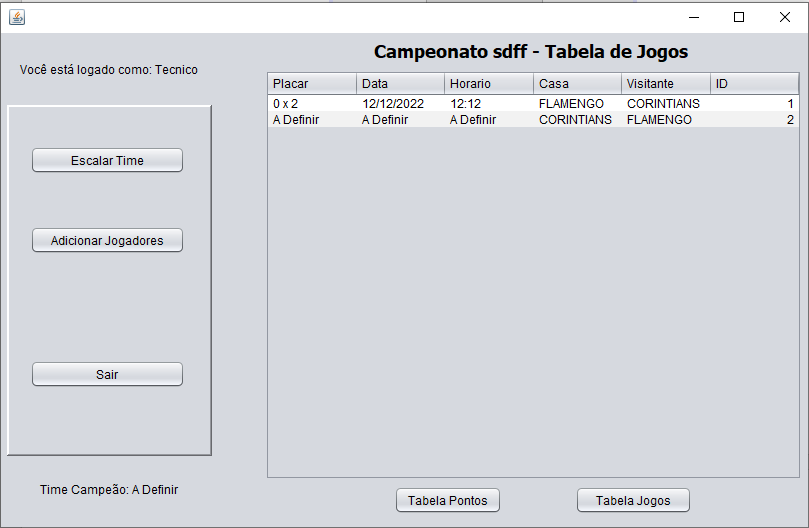 Campeonato sdff - Tabela de Jogos
Você está logado como: Tecnico
Placar Data Horario Casa Visitante ID
0 x 2 12/12/2022 12:12 FLAMENGO CORINTIANS 1
A Definir A Definir A Definir CORINTIANS FLAMENGO 2
Escalar Time
Adicionar Jogadores
Sair
Time Campeão: A Definir
Tabela Pontos Tabela Jogos